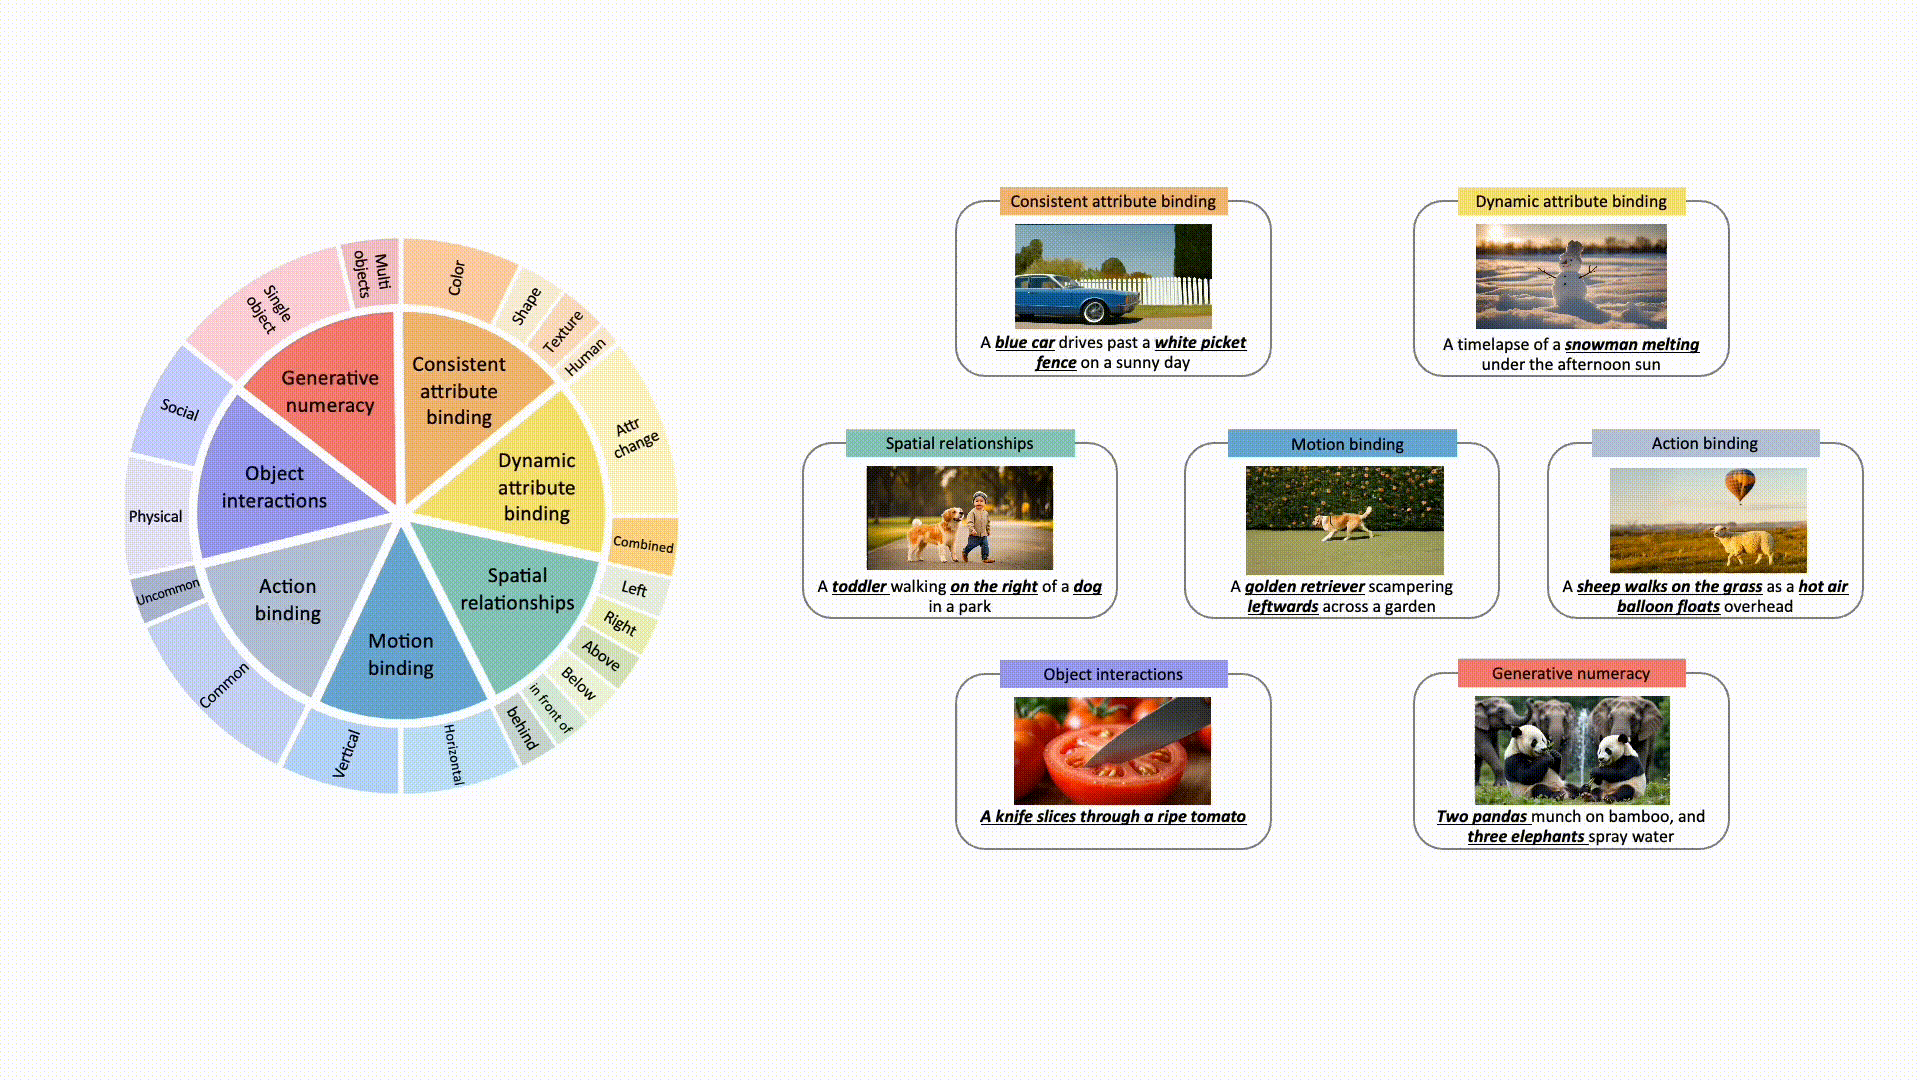 Multi
objects
Color
Shape
Texture
Human
Attr
change
Combined
Left
Right
Above
Below
in front of
behind
Horizontal
Vertical
Common
Uncommon
Physical
Social
Single
object
Generative
numeracy
Consistent
attribute
binding
Dynamic
attribute
binding
Spatial
relationships
Motion
binding
Action
binding
Object
interactions
Consistent attribute binding
A blue car drives past a white picket
fence on a sunny day
Dynamic attribute binding
A timelapse of a snowman melting
under the afternoon sun
Spatial relationships
A toddler walking on the right of a dog
in a park
Motion binding
A golden retriever scampering
leftwards across a garden
Action binding
A sheep walks on the grass as a hot air
balloon floats overhead
Object interactions
A knife slices through a ripe tomato
Generative numeracy
Two pandas munch on bamboo, and
three elephants spray water